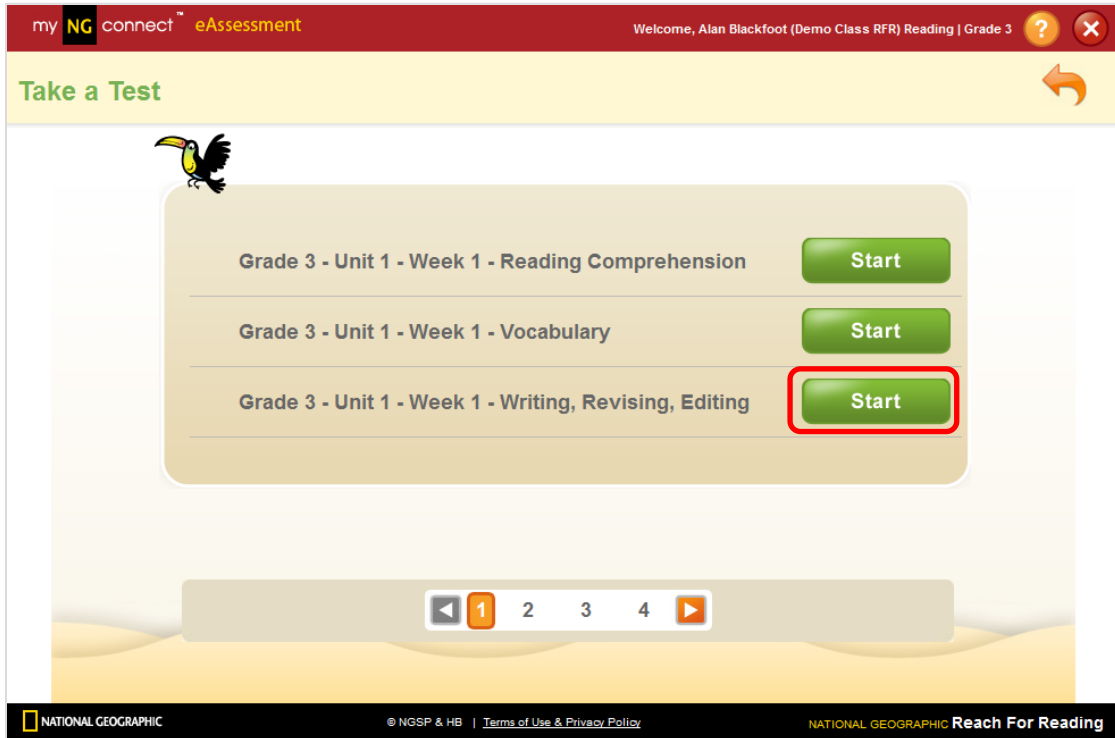 my NG connect™ eAssessment
Welcome, Alan Blackfoot (Demo Class RFR) Reading | Grade 3
?
Take a Test
Grade 3 - Unit 1 - Week 1 - Reading Comprehension Start
Grade 3 - Unit 1 - Week 1 - Vocabulary Start
Grade 3 - Unit 1 - Week 1 - Writing, Revising, Editing Start
1 2 3 4
NATIONAL GEOGRAPHIC © NGSP & HB | Terms of Use & Privacy Policy NATIONAL GEOGRAPHIC Reach For Reading